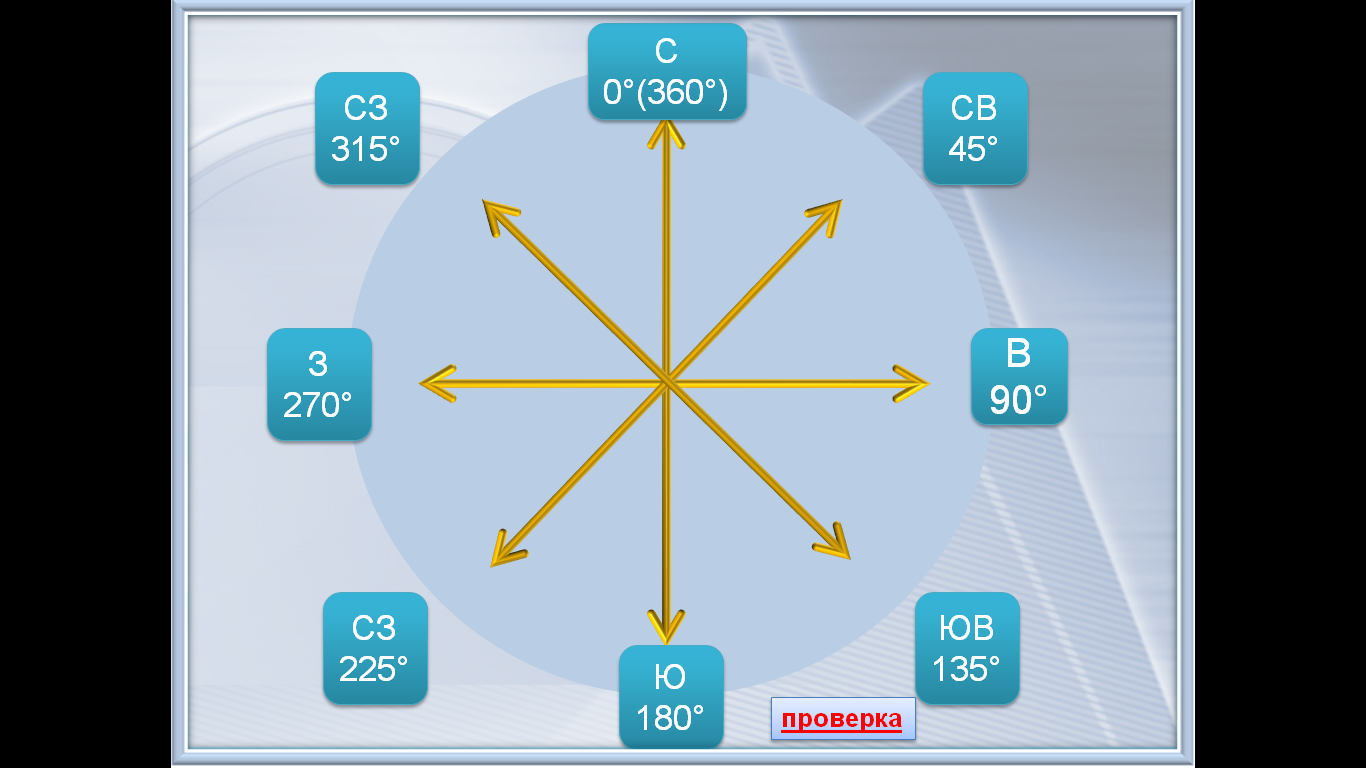 С
0°(360°)
СЗ
315°
СВ
45°
З
270°
В
90°
СЗ
225°
ЮВ
135°
Ю
180°
проверка